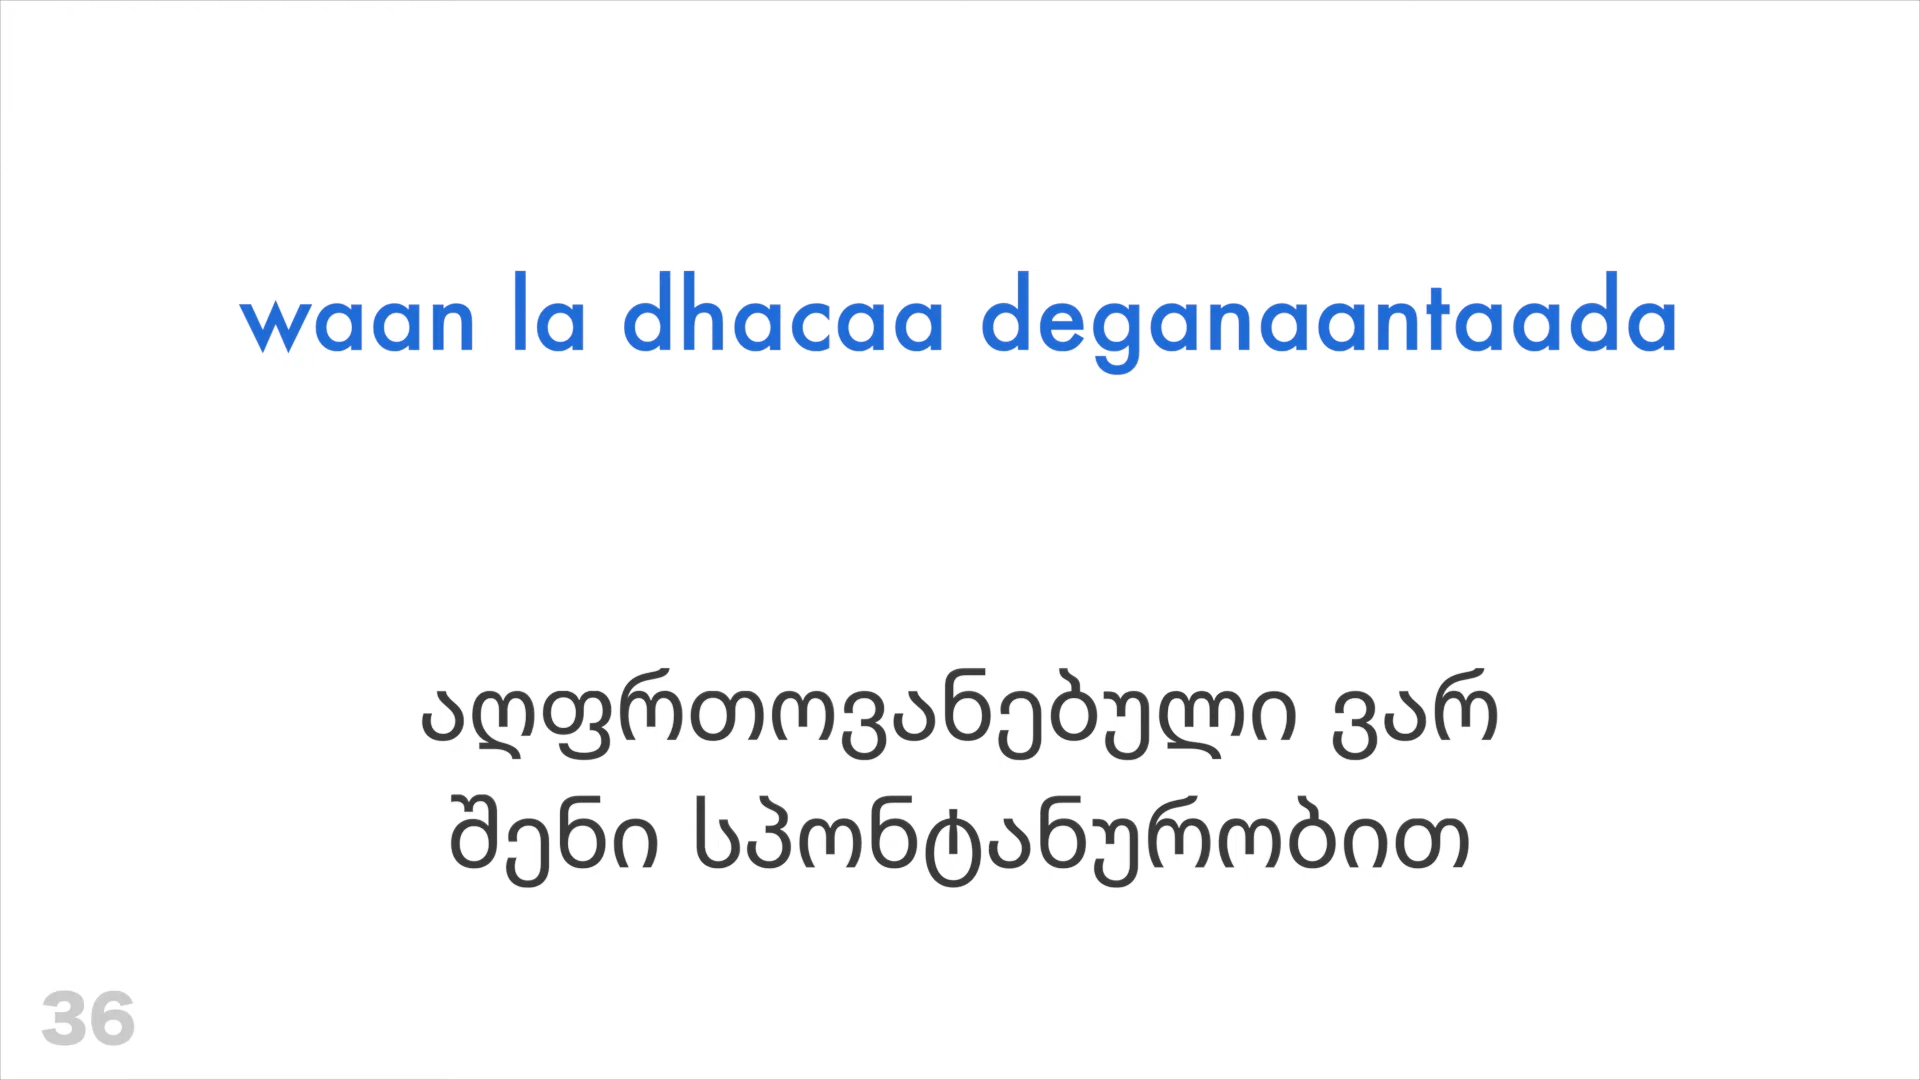 waan la dhacaa deganaantaada
აღფრთოვანებული ვარ
შენი სპონტანურობით
36